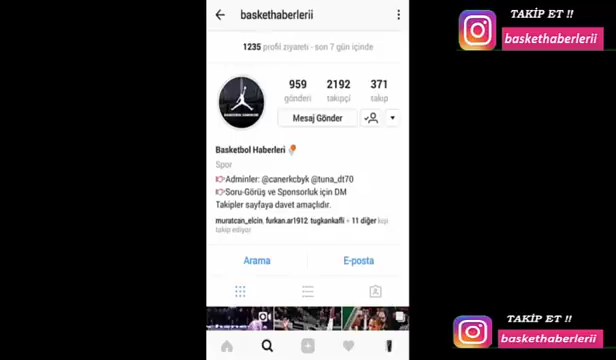 baskethaberlerii
1235 profil ziyareti - son 7 gün içinde
959 2192 371
gönderi takipçi takip
Mesaj Gönder
Basketbol Haberleri
Spor
Adminler: @canerkcbyk @tuna_dt70
Soru-Görüş ve Sponsorluk için DM
Takipler sayfaya davet amaçlıdır.
muratcan_elcin, furkan.ar1912, tugkankafli + 11 diğer kişi
takip ediyor
Arama E-posta
TAKİP ET !!
baskethaberlerii
TAKİP ET !!
baskethaberlerii